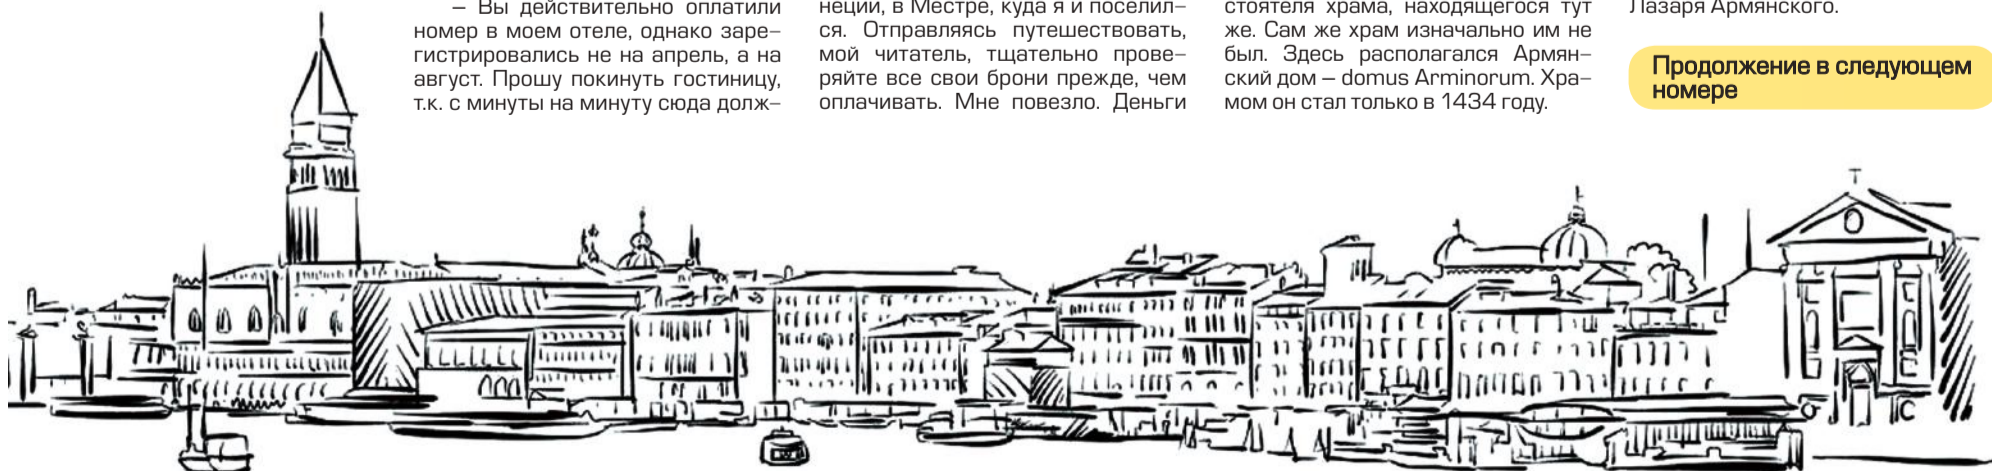 – Вы действительно оплатили
номер в моем отеле, однако заре–
гистрировались не на апрель, а на
август. Прошу покинуть гостиницу,
т.к. с минуты на минуту сюда долж–
неции, в Местре, куда я и поселил–
ся. Отправляясь путешествовать,
мой читатель, тщательно прове–
ряйте все свои брони прежде, чем
оплачивать. Мне повезло. Деньги
стоятеля храма, находящегося тут
же. Сам же храм изначально им не
был. Здесь располагался Армян–
ский дом – domus Arminorum. Хра–
мом он стал только в 1434 году.
Лазаря Армянского.
Продолжение в следующем
номере